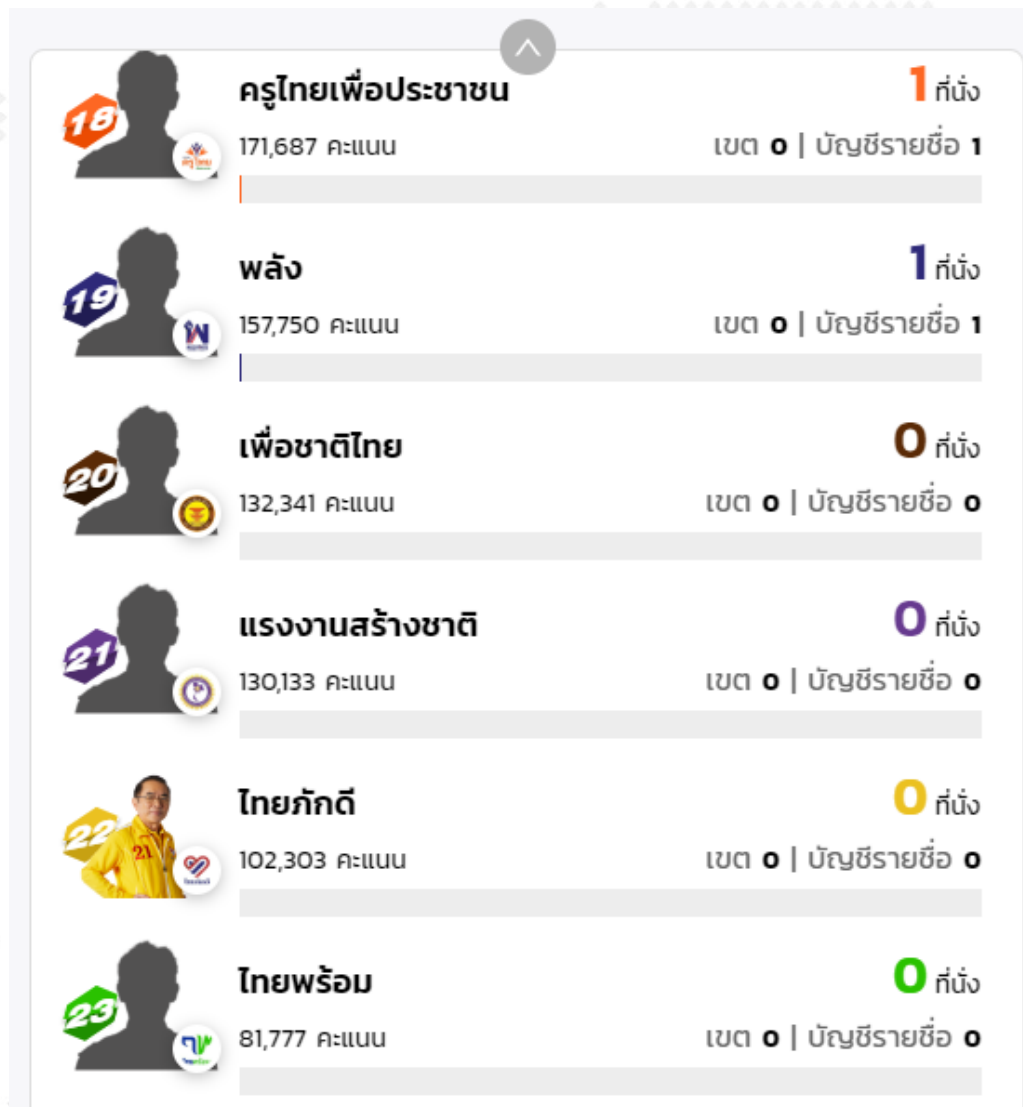 18
ครูไทยเพื่อประชาชน
1 ที่นั่ง
171,687 คะแนน
เขต 0 | บัญชีรายชื่อ 1
19
พลัง
1 ที่นั่ง
157,750 คะแนน
เขต 0 | บัญชีรายชื่อ 1
20
เพื่อชาติไทย
0 ที่นั่ง
132,341 คะแนน
เขต 0 | บัญชีรายชื่อ 0
21
แรงงานสร้างชาติ
0 ที่นั่ง
130,133 คะแนน
เขต 0 | บัญชีรายชื่อ 0
22
21
ไทยภักดี
0 ที่นั่ง
102,303 คะแนน
เขต 0 | บัญชีรายชื่อ 0
23
ไทยพร้อม
0 ที่นั่ง
81,777 คะแนน
เขต 0 | บัญชีรายชื่อ 0